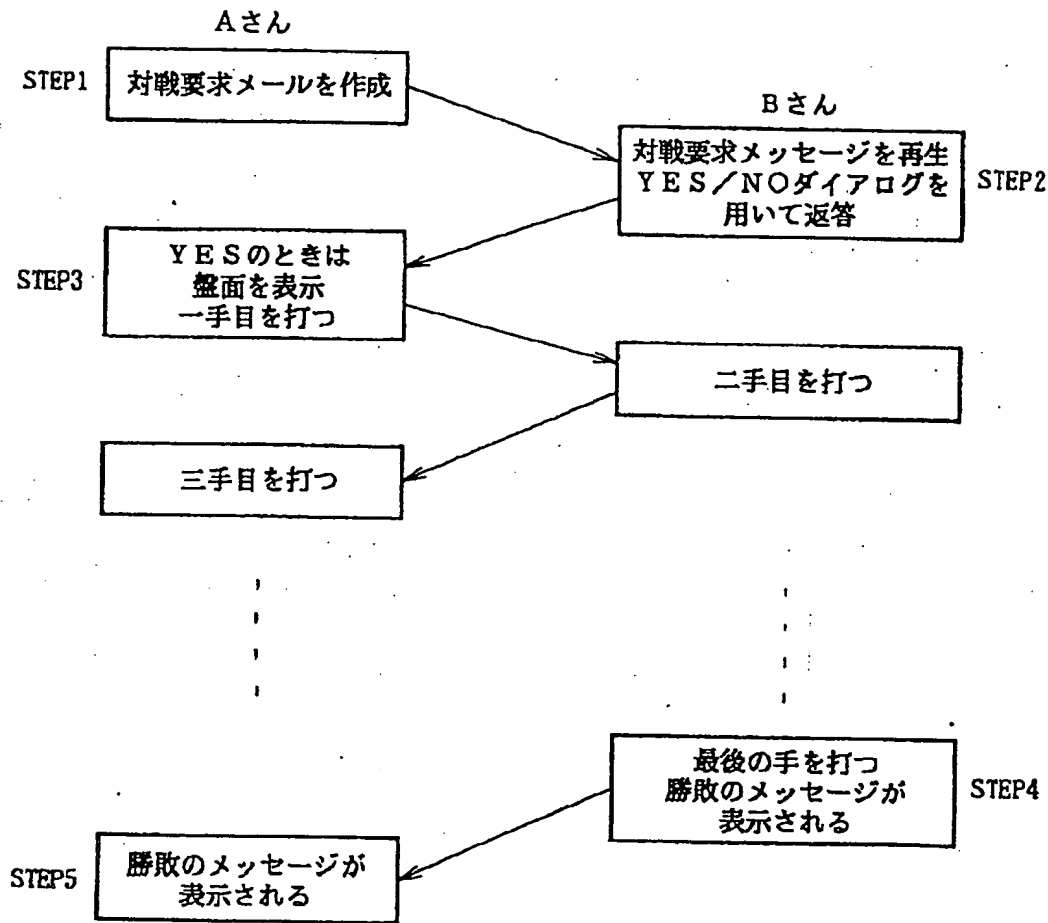 Aさん
STEP1
対戦要求メールを作成
Bさん
対戦要求メッセージを再生
YES/NOダイアログを
用いて返答
STEP2
STEP3
YESのときは
盤面を表示
一手目を打つ
二手目を打つ
三手目を打つ
最後の手を打つ
勝敗のメッセージが
表示される
STEP4
STEP5
勝敗のメッセージが
表示される